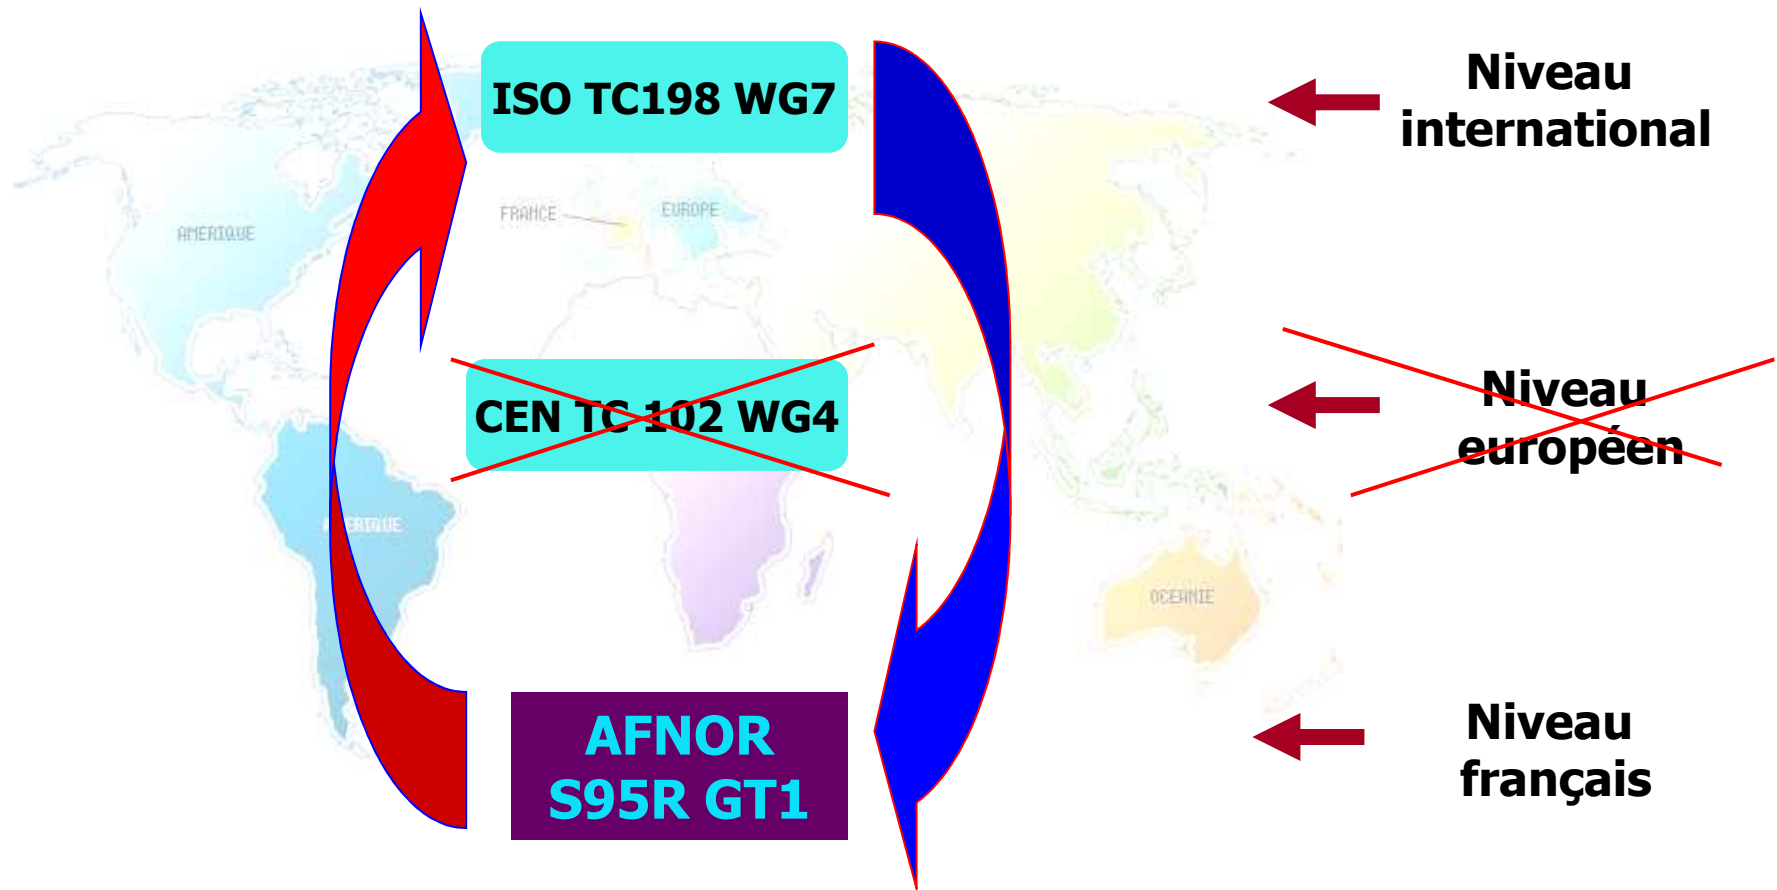 ISO TC198 WG7
Niveau
international
FRANCE
EUROPE
AMERIQUE
CEN TC 102 WG4
Niveau
européen
AMERIQUE
OCEANIE
AFNOR
S95R GT1
Niveau
français